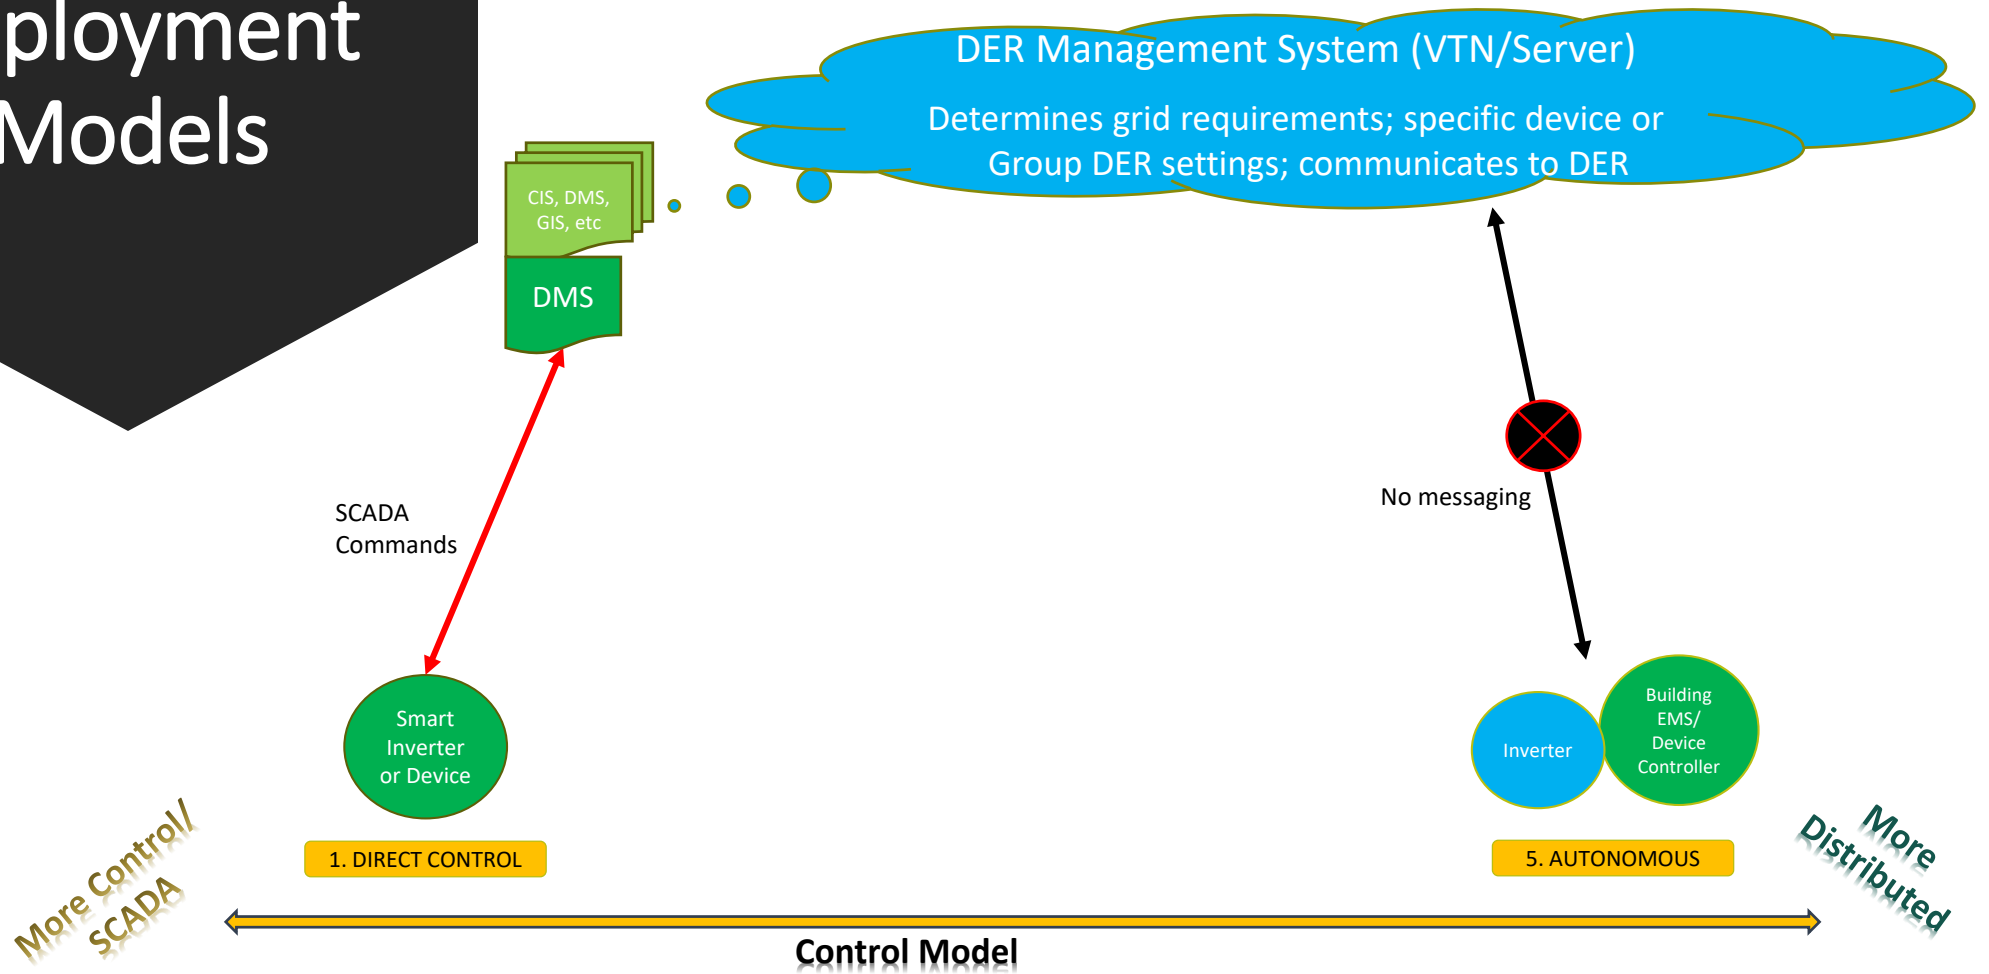 ployment
Models
DER Management System (VTN/Server)
Determines grid requirements; specific device or
Group DER settings; communicates to DER
CIS, DMS,
GIS, etc
DMS
SCADA
Commands
No messaging
Smart
Inverter
or Device
Inverter
Building
EMS/
Device
Controller
1. DIRECT CONTROL
5. AUTONOMOUS
More Control/
SCADA
More
Distributed
Control Model